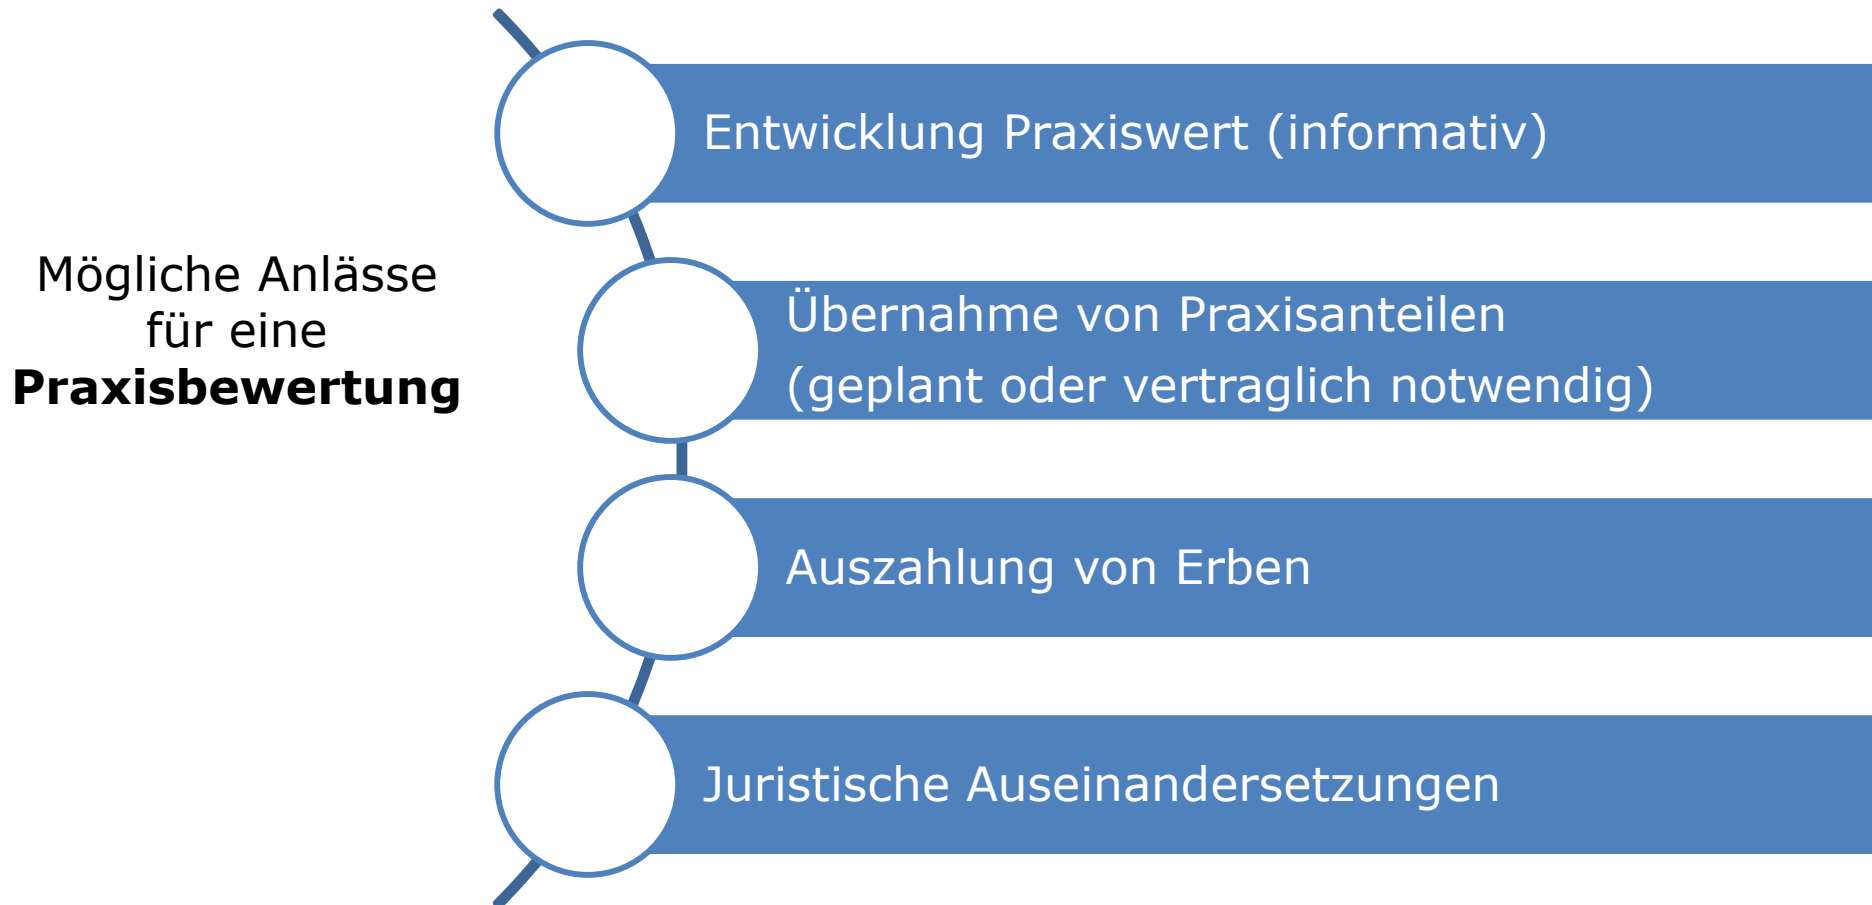 Mögliche Anlässe
für eine
Praxisbewertung
Entwicklung Praxiswert (informativ)
Übernahme von Praxisanteilen
(geplant oder vertraglich notwendig)
Auszahlung von Erben
Juristische Auseinandersetzungen